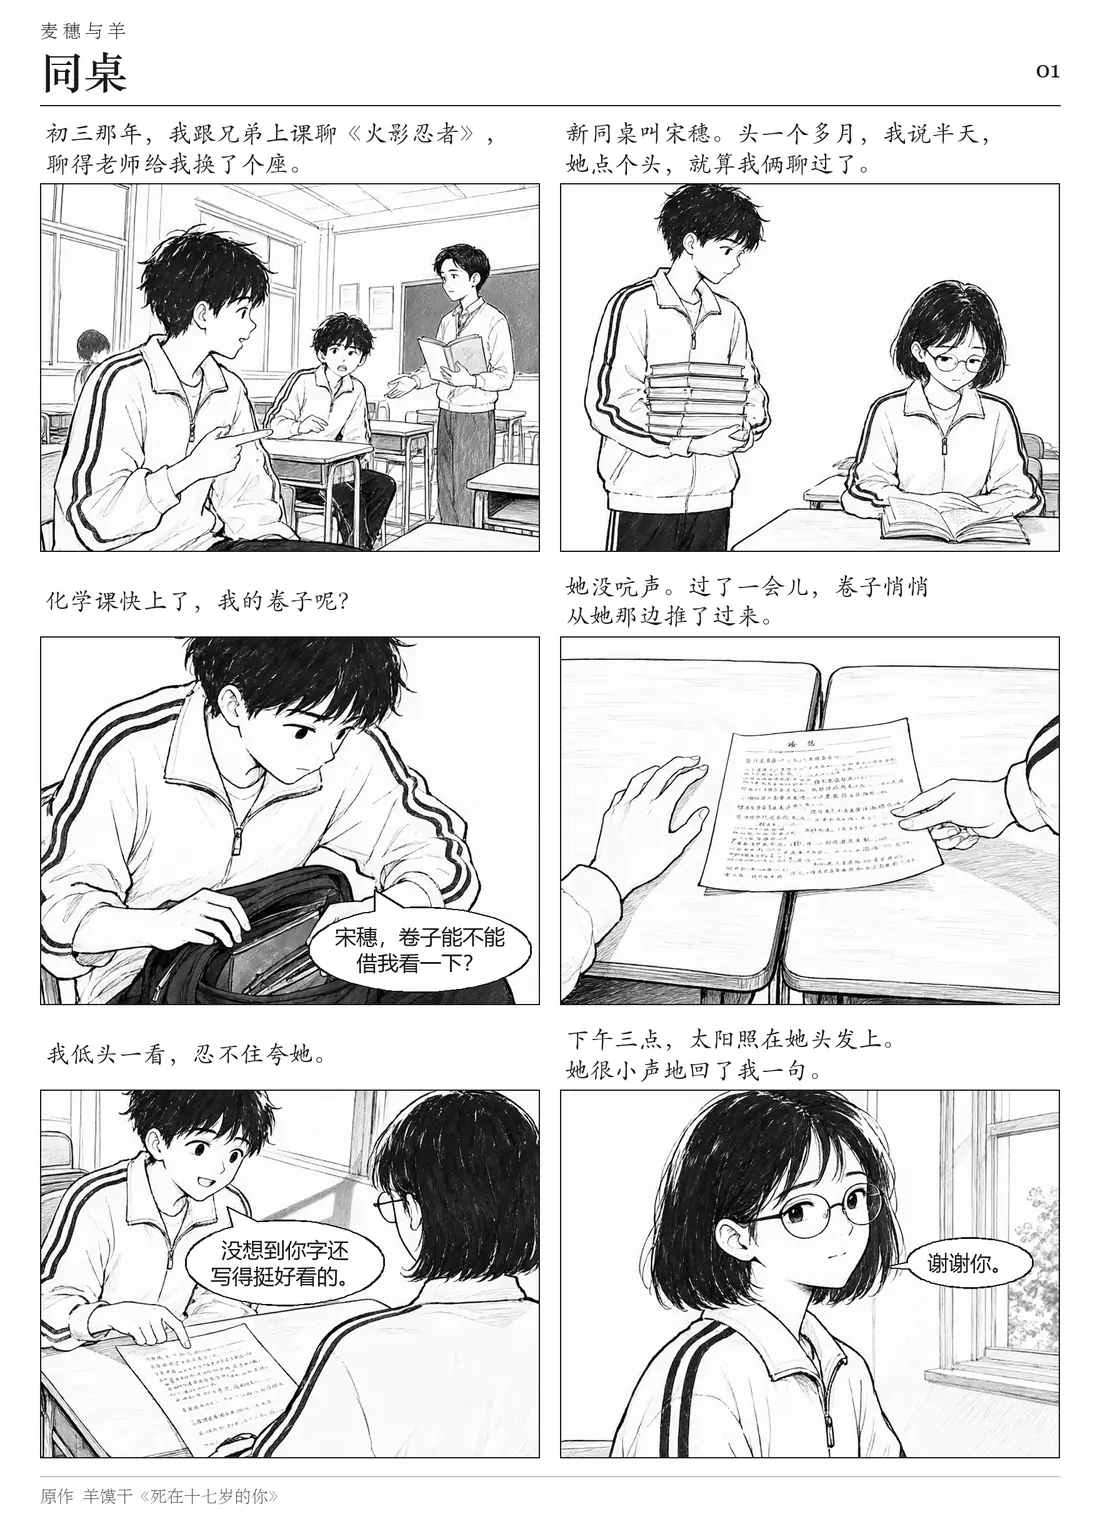 麦穗与羊
同桌
01
初三那年，我跟兄弟上课聊《火影忍者》，
聊得老师给我换了个座。
新同桌叫宋穗。头一个多月，我说半天，
她点个头，就算我俩聊过了。
化学课快上了，我的卷子呢？
宋穗，卷子能不能
借我看一下？
她没吭声。过了一会儿，卷子悄悄
从她那边推了过来。
我低头一看，忍不住夸她。
没想到你字还
写得挺好看的。
下午三点，太阳照在她头发上。
她很小声地回了我一句。
谢谢你。
原作 羊馍干《死在十七岁的你》